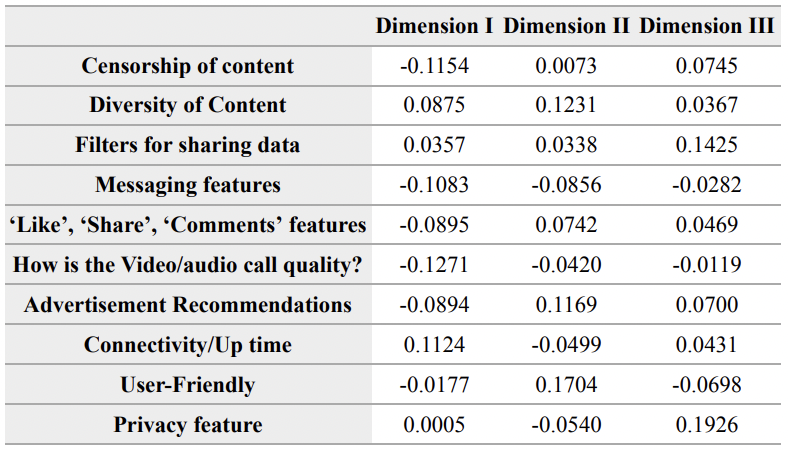 Dimension I Dimension II Dimension III
Censorship of content -0.1154 0.0073 0.0745
Diversity of Content 0.0875 0.1231 0.0367
Filters for sharing data 0.0357 0.0338 0.1425
Messaging features -0.1083 -0.0856 -0.0282
‘Like’, ‘Share’, ‘Comments’ features -0.0895 0.0742 0.0469
How is the Video/audio call quality? -0.1271 -0.0420 -0.0119
Advertisement Recommendations -0.0894 0.1169 0.0700
Connectivity/Up time 0.1124 -0.0499 0.0431
User-Friendly -0.0177 0.1704 -0.0698
Privacy feature 0.0005 -0.0540 0.1926